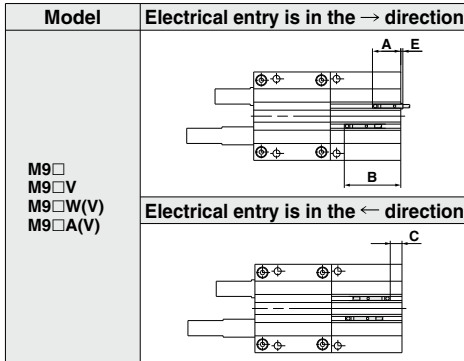 Model
Electrical entry is in the → direction
A
E
B
M9□
M9□V
M9□W(V)
M9□A(V)
Electrical entry is in the ← direction
C